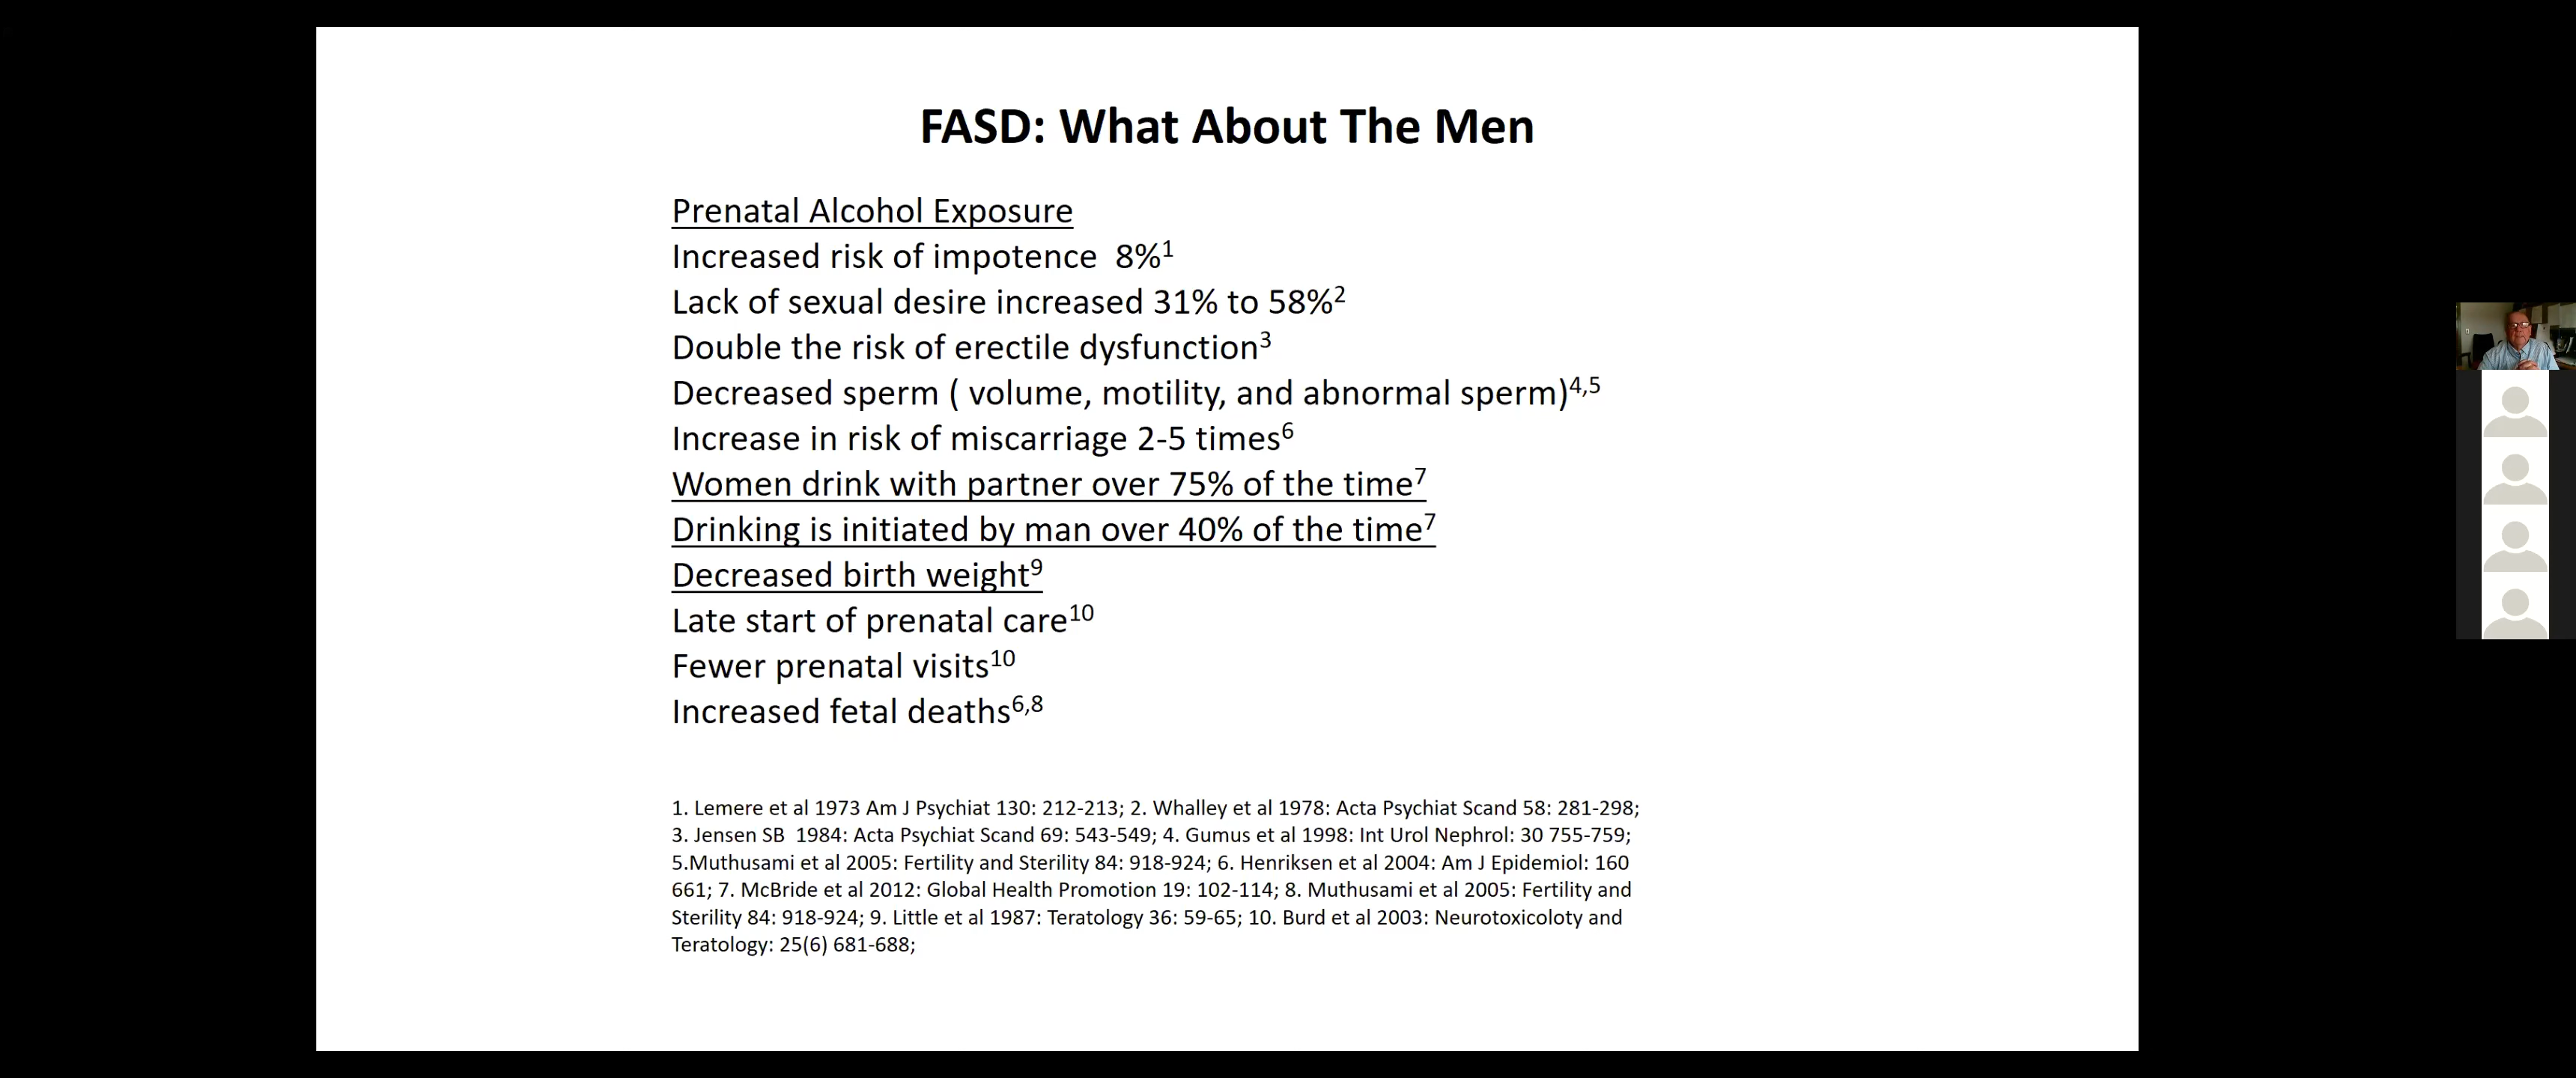 FASD: What About The Men
Prenatal Alcohol Exposure
Increased risk of impotence  8%1
Lack of sexual desire increased 31% to 58%2
Double the risk of erectile dysfunction3
Decreased sperm ( volume, motility, and abnormal sperm)4,5
Increase in risk of miscarriage 2-5 times6
Women drink with partner over 75% of the time7
Drinking is initiated by man over 40% of the time7
Decreased birth weight9
Late start of prenatal care10
Fewer prenatal visits10
Increased fetal deaths6,8
1. Lemere et al 1973 Am J Psychiat 130: 212-213; 2. Whalley et al 1978: Acta Psychiat Scand 58: 281-298;
3. Jensen SB  1984: Acta Psychiat Scand 69: 543-549; 4. Gumus et al 1998: Int Urol Nephrol: 30 755-759;
5.Muthusami et al 2005: Fertility and Sterility 84: 918-924; 6. Henriksen et al 2004: Am J Epidemiol: 160
661; 7. McBride et al 2012: Global Health Promotion 19: 102-114; 8. Muthusami et al 2005: Fertility and
Sterility 84: 918-924; 9. Little et al 1987: Teratology 36: 59-65; 10. Burd et al 2003: Neurotoxicoloty and
Teratology: 25(6) 681-688;